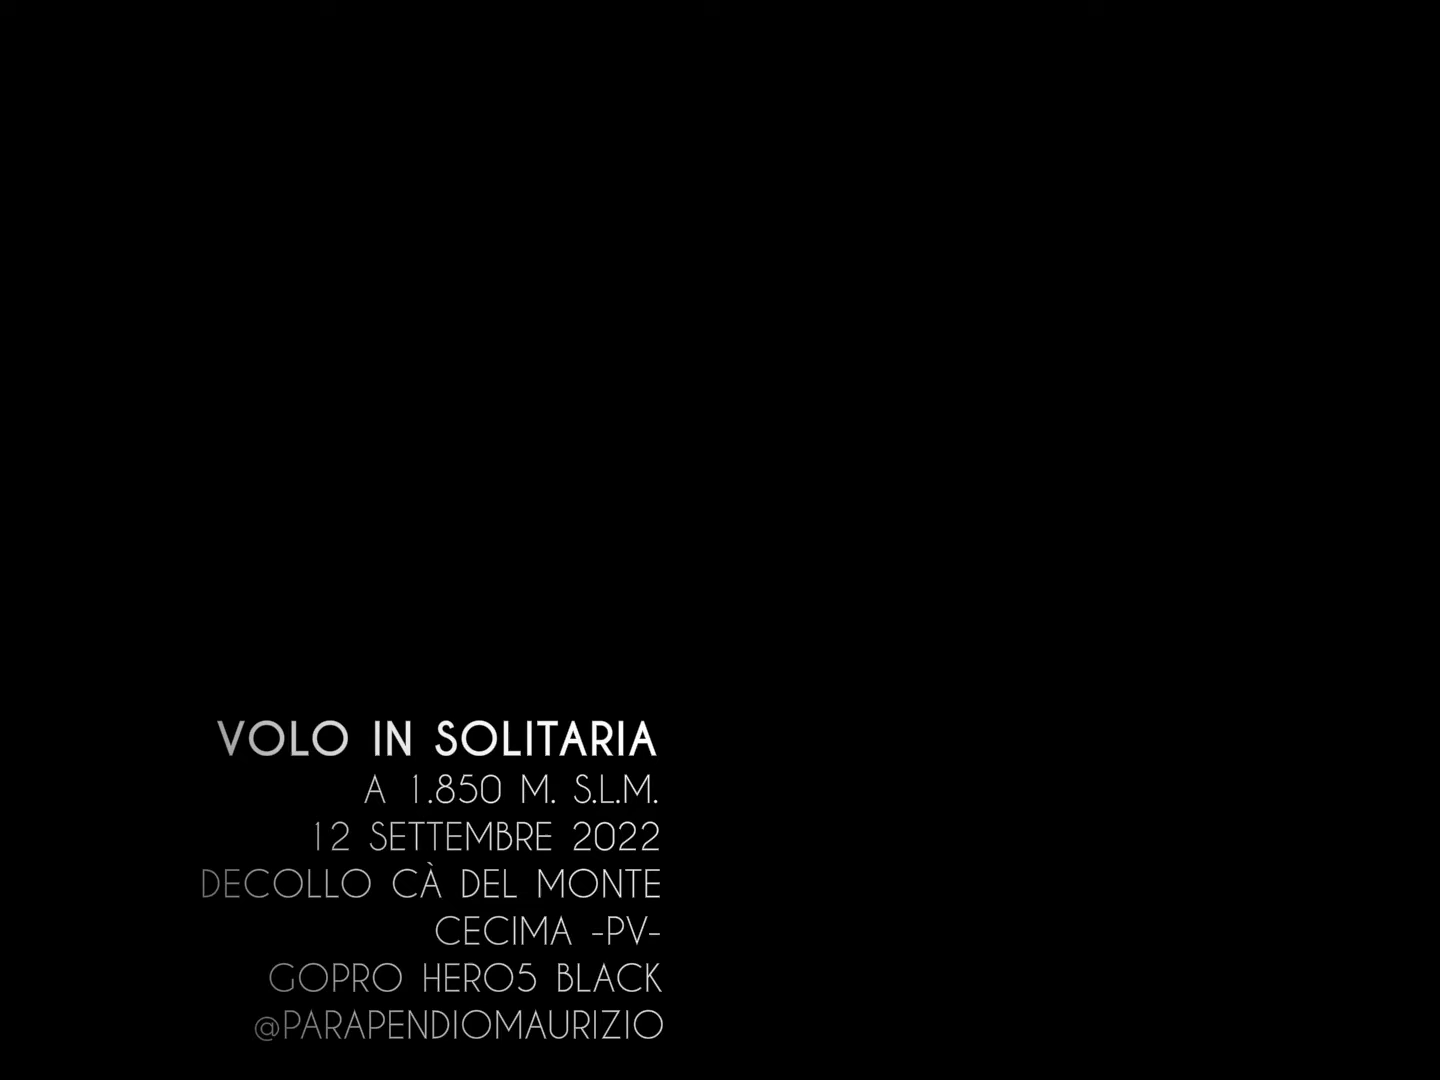 VOLO IN SOLITARIA
A 1.850 M. S.L.M.
12 SETTEMBRE 2022
DECOLLO CÀ DEL MONTE
CECIMA -PV-
GOPRO HERO5 BLACK
@PARAPENDIOMAURIZIO